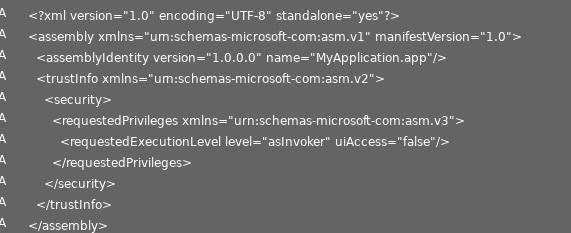 A <?xml version="1.0" encoding="UTF-8" standalone="yes"?>
A <assembly xmlns="urn:schemas-microsoft-com:asm.v1" manifestVersion="1.0">
A <assemblyIdentity version="1.0.0.0" name="MyApplication.app"/>
A <trustInfo xmlns="urn:schemas-microsoft-com:asm.v2">
A <security>
A <requestedPrivileges xmlns="urn:schemas-microsoft-com:asm.v3">
A <requestedExecutionLevel level="asInvoker" uiAccess="false"/>
A </requestedPrivileges>
A </security>
A </trustInfo>
A </assembly>